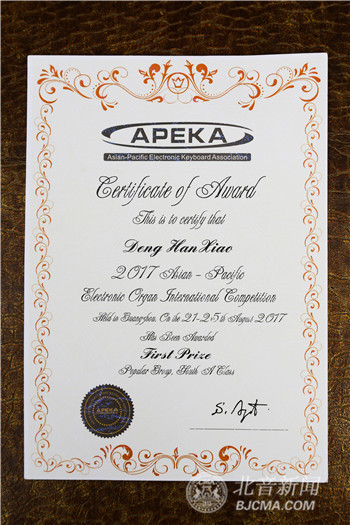 APEKA
Asian-Pacific Electronic Keyboard Association
Certificate of Award
This is to certify that
Deng HanXiao
2017 Asian - Pacific
Electronic Organ International Competition
Held in Guangzhou, On the 21-25th August 2017
Has Been Awarded
First Prize
Popular Group, Youth A Class
APEKA
北音新闻
BJCMA.COM